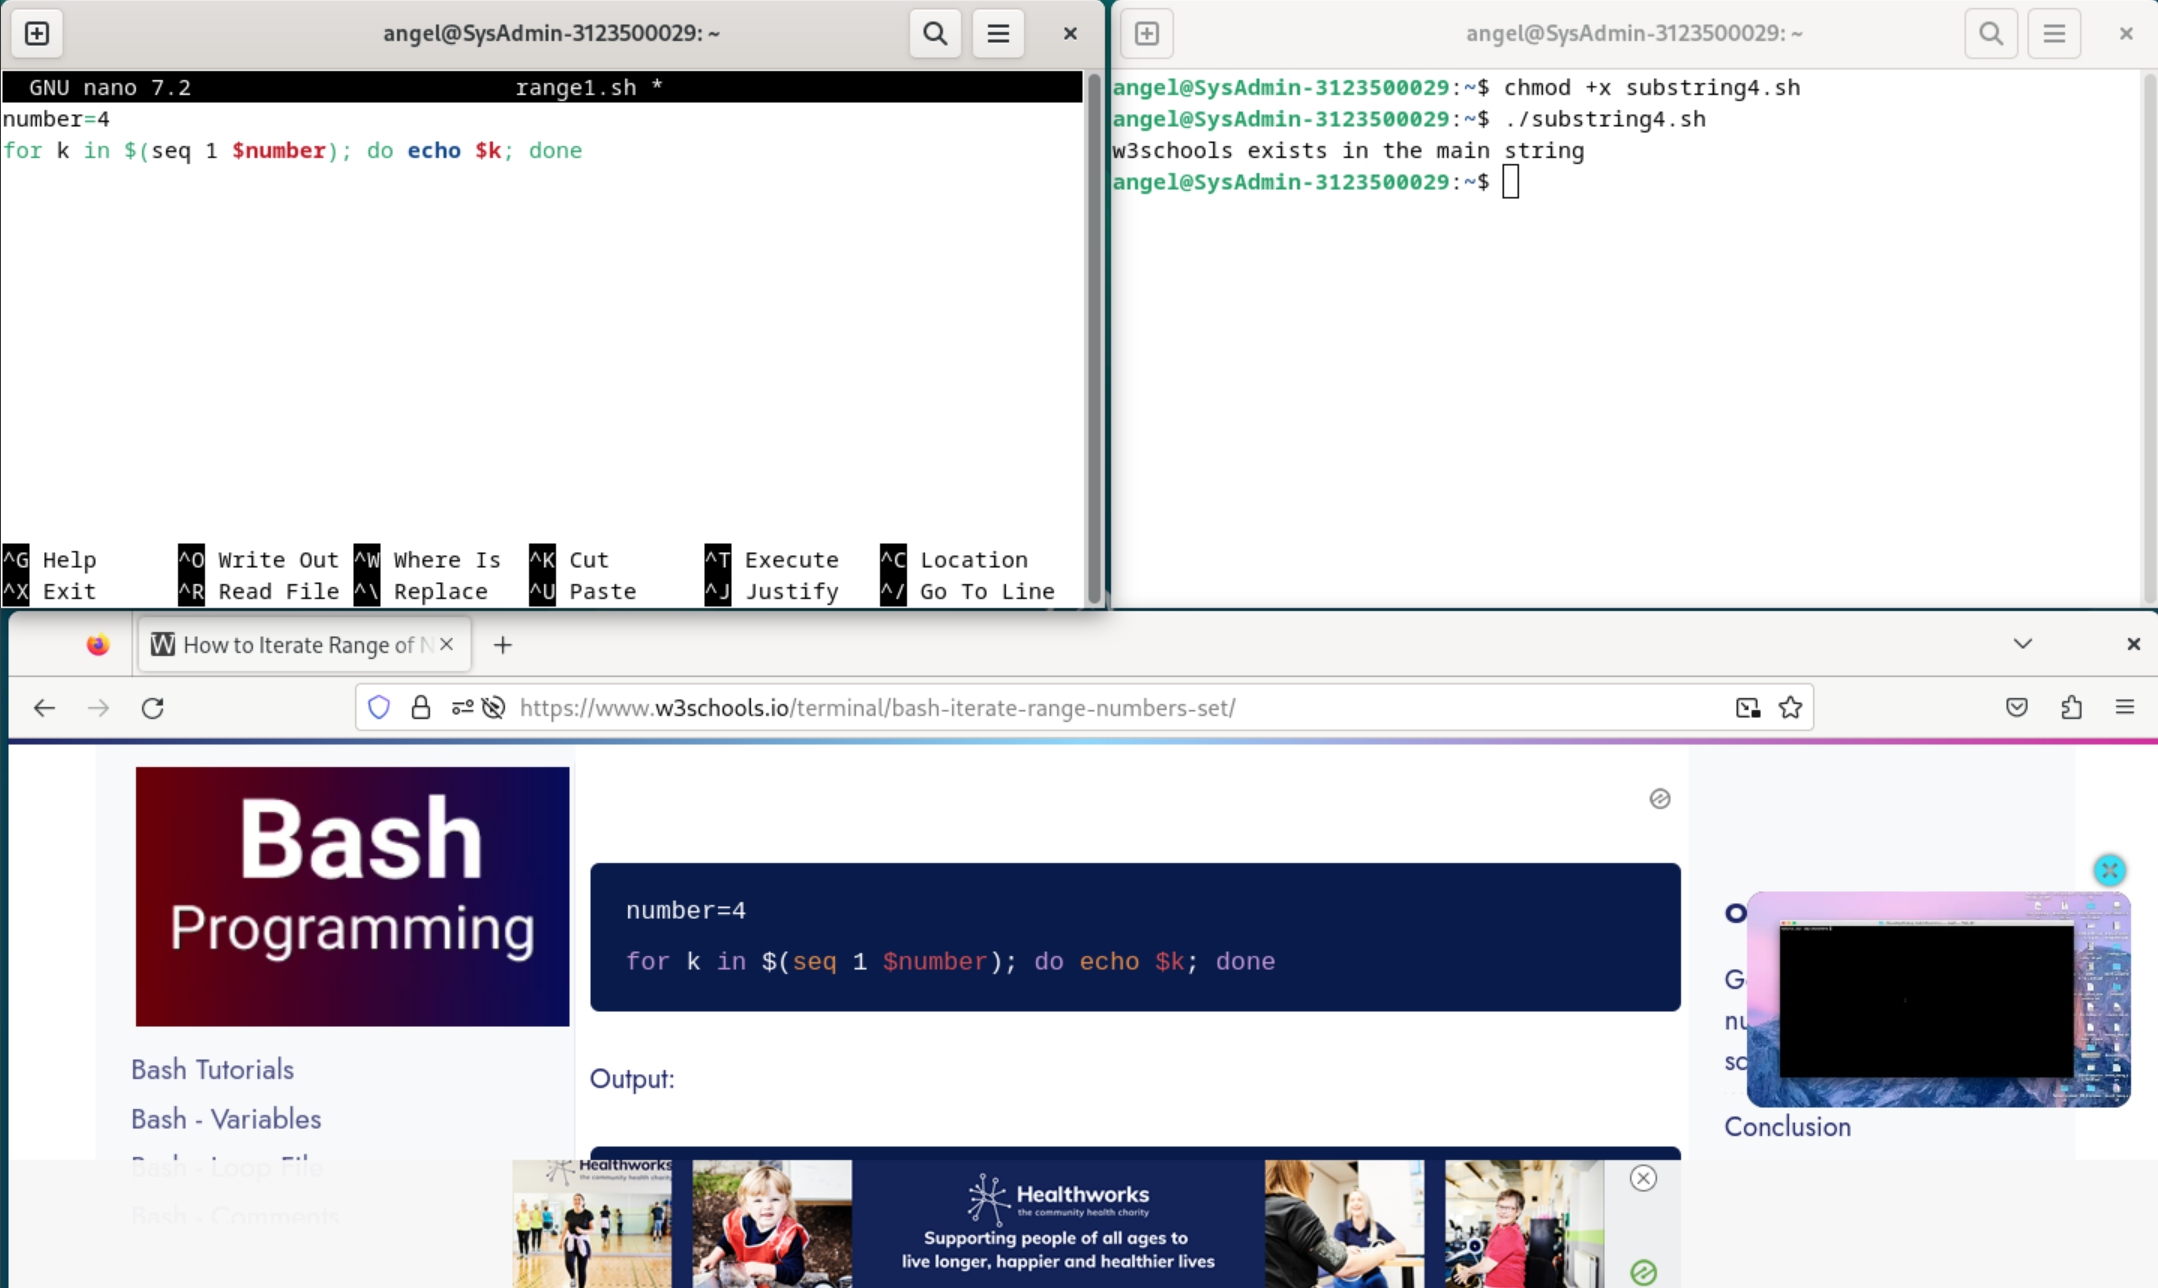 angel@SysAdmin-3123500029: ~
GNU nano 7.2 range1.sh *
number=4
for k in $(seq 1 $number); do echo $k; done
^G Help ^O Write Out ^W Where Is ^K Cut ^T Execute ^C Location
^X Exit ^R Read File ^\ Replace ^U Paste ^J Justify ^/ Go To Line
angel@SysAdmin-3123500029: ~
angel@SysAdmin-3123500029:~$ chmod +x substring4.sh
angel@SysAdmin-3123500029:~$ ./substring4.sh
w3schools exists in the main string
angel@SysAdmin-3123500029:~$
W How to Iterate Range of N
https://www.w3schools.io/terminal/bash-iterate-range-numbers-set/
Bash
Programming
Bash Tutorials
Bash - Variables
Bash - Loop File
Bash - Comments
number=4
for k in $(seq 1 $number); do echo $k; done
Output:
Conclusion
Healthworks
the community health charity
Healthworks
the community health charity
Supporting people of all ages to
live longer, happier and healthier lives